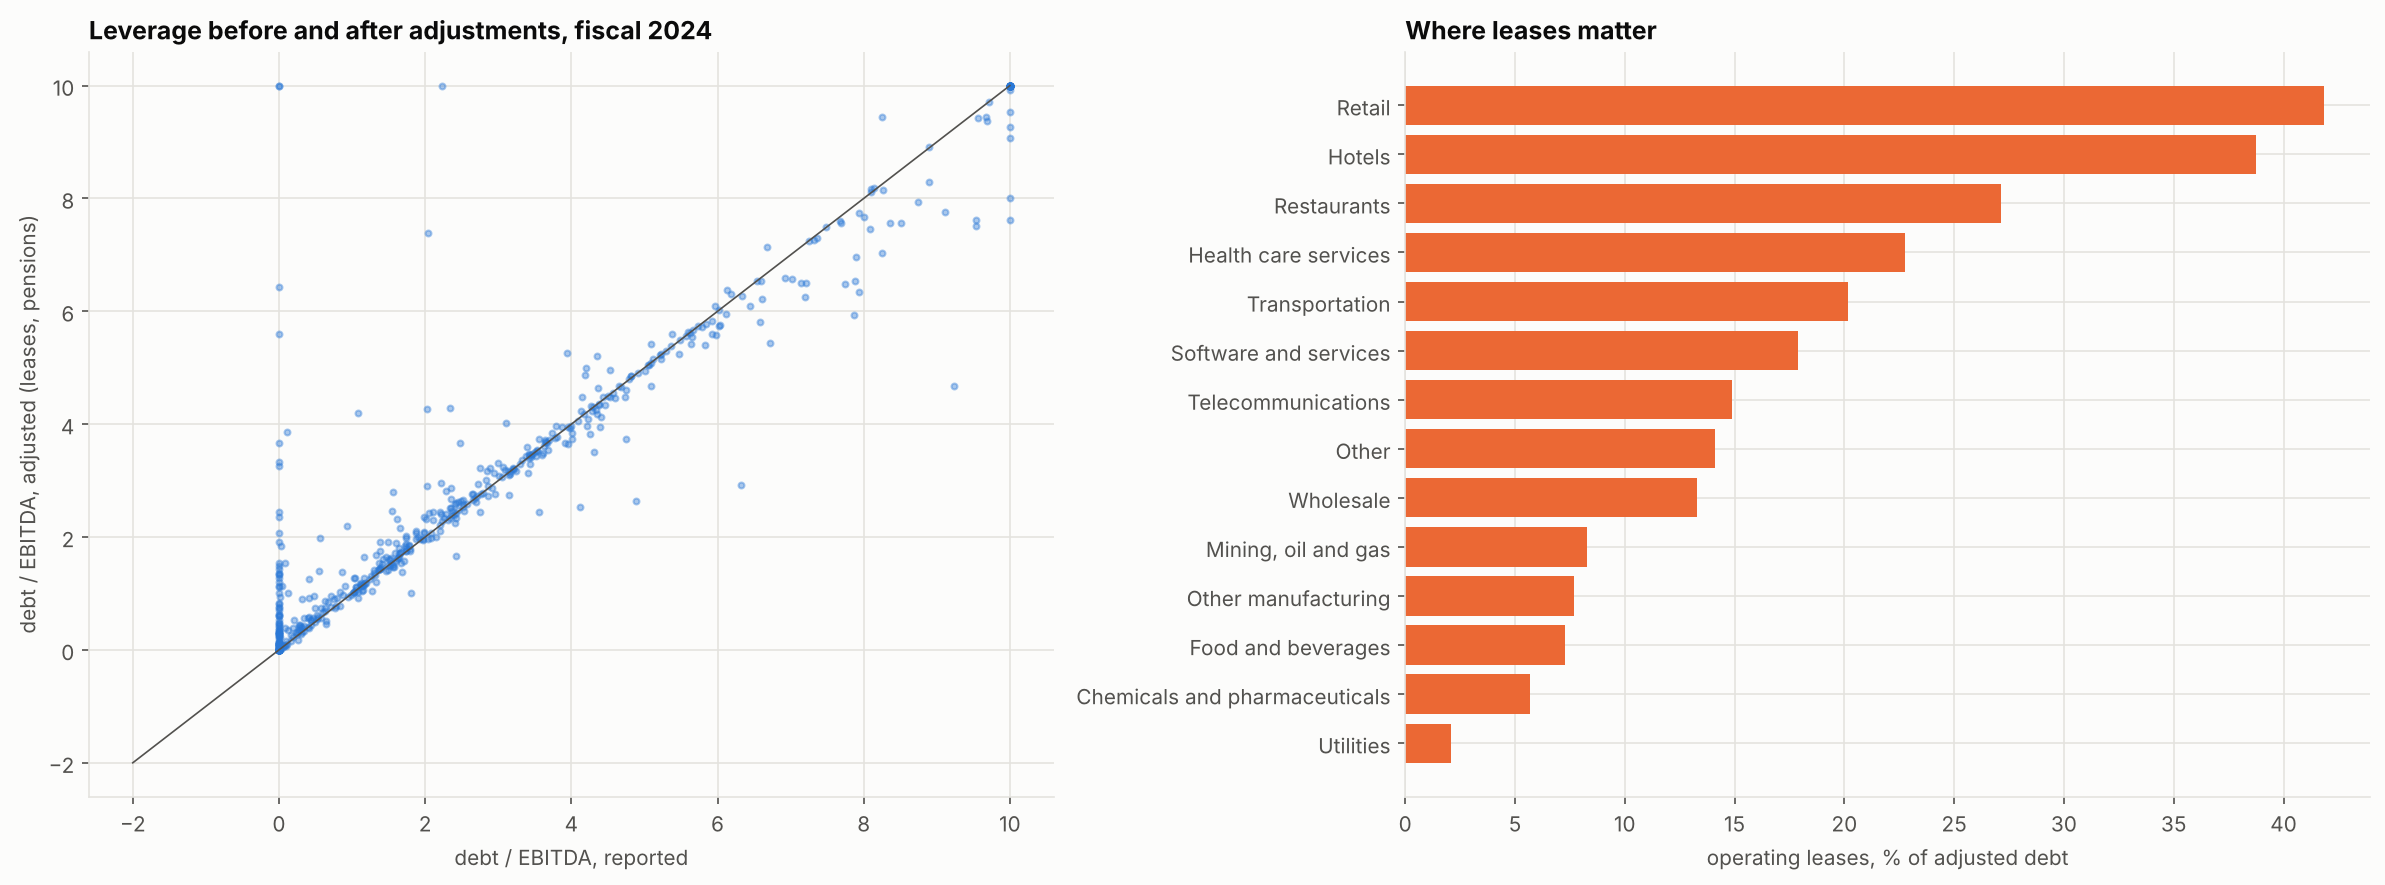 Leverage before and after adjustments, fiscal 2024
debt / EBITDA, adjusted (leases, pensions)
10
8
6
4
2
0
−2
−2
0
2
4
6
8
10
debt / EBITDA, reported
Where leases matter
Retail
Hotels
Restaurants
Health care services
Transportation
Software and services
Telecommunications
Other
Wholesale
Mining, oil and gas
Other manufacturing
Food and beverages
Chemicals and pharmaceuticals
Utilities
0
5
10
15
20
25
30
35
40
operating leases, % of adjusted debt